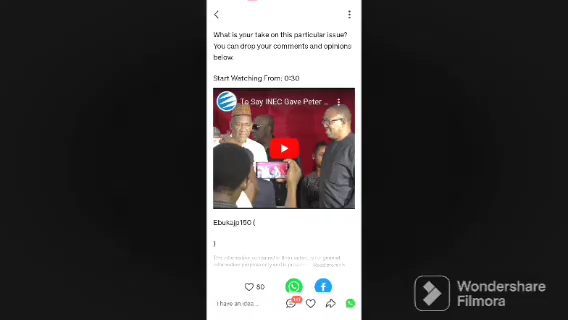 What is your take on this particular issue?
You can drop your comments and opinions
below.
Start Watching From; 0:30
To Say INEC Gave Peter ...
Ebukajp150 (
)
80
I have an idea...
Wondershare
Filmora